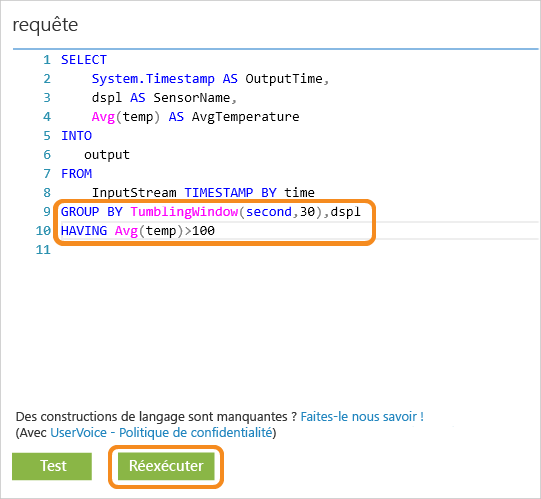 requête
1 SELECT
2 System.Timestamp AS OutputTime,
3 dspl AS SensorName,
4 Avg(temp) AS AvgTemperature
5 INTO
6 output
7 FROM
8 InputStream TIMESTAMP BY time
9 GROUP BY TumblingWindow(second,30),dspl
10 HAVING Avg(temp)>100
11
Des constructions de langage sont manquantes ? Faites-le nous savoir !
(Avec UserVoice - Politique de confidentialité)
Test Réexécuter